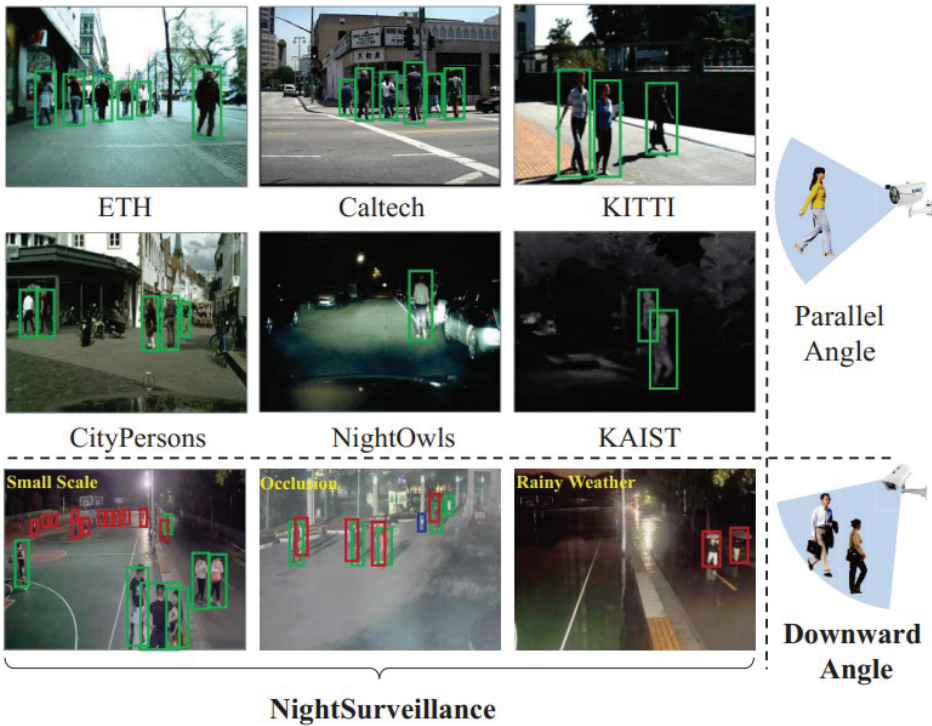 ETH
Caltech
KITTI
Parallel
Angle
CityPersons
NightOwls
KAIST
Small Scale
Occlusion
Rainy Weather
Downward
Angle
NightSurveillance